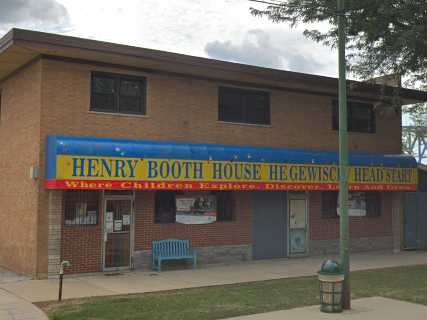 HENRY BOOTH HOUSE HEGEWISCH HEAD START
Where Children Explore, Discover, Learn And Grow